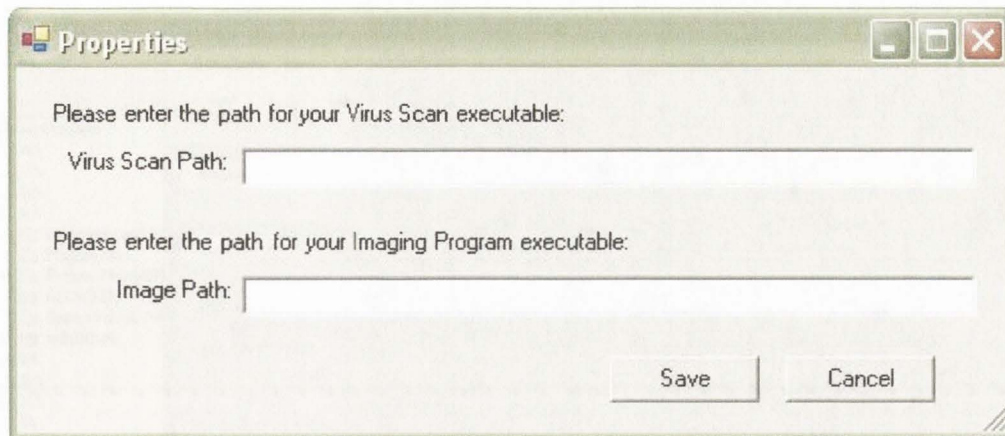 Properties
Please enter the path for your Virus Scan executable:
Virus Scan Path:
Please enter the path for your Imaging Program executable:
Image Path:
Save Cancel